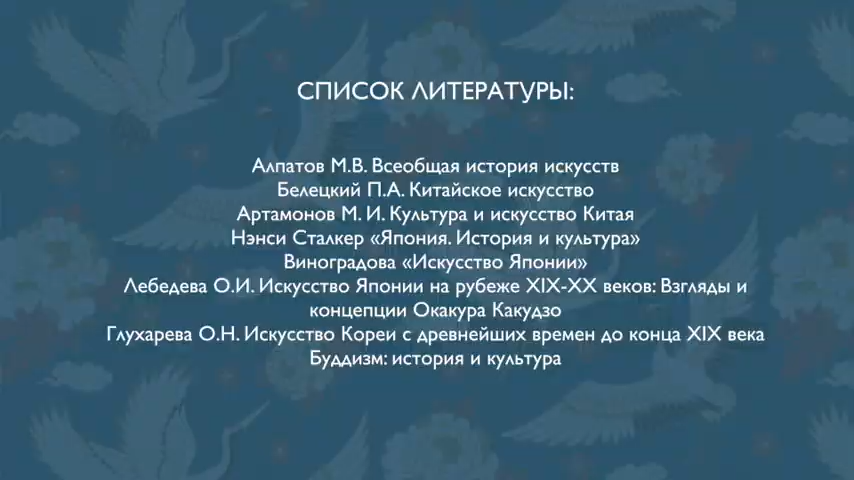 СПИСОК ЛИТЕРАТУРЫ:
Алпатов М.В. Всеобщая история искусств
Белецкий П.А. Китайское искусство
Артамонов М. И. Культура и искусство Китая
Нэнси Сталкер «Япония. История и культура»
Виноградова «Искусство Японии»
Лебедева О.И. Искусство Японии на рубеже XIX-XX веков: Взгляды и
концепции Окакура Какудзо
Глухарева О.Н. Искусство Кореи с древнейших времен до конца XIX века
Буддизм: история и культура